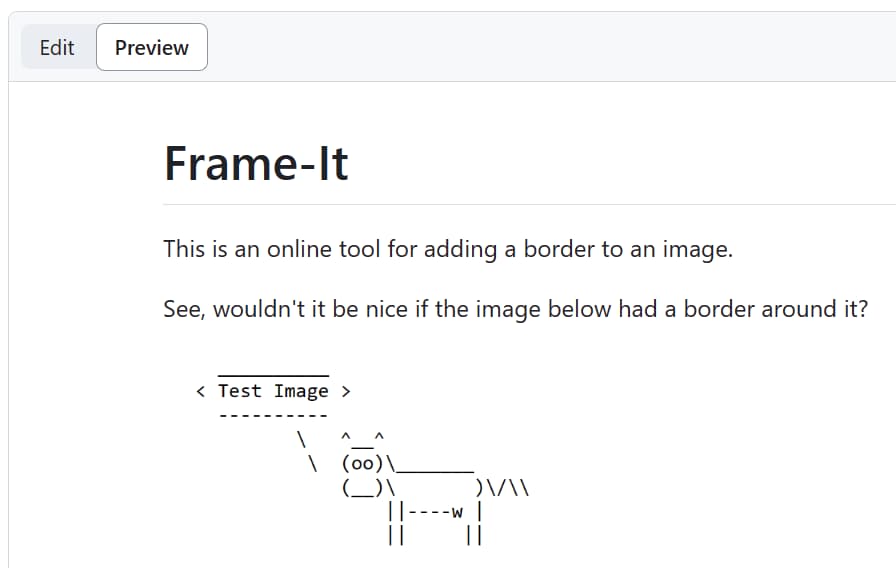 Edit Preview
Frame-It
This is an online tool for adding a border to an image.
See, wouldn't it be nice if the image below had a border around it?
  __________
< Test Image >
  ----------
         \   ^__^
          \  (oo)\_______
             (__)\       )\/\\
                 ||----w |
                 ||     ||